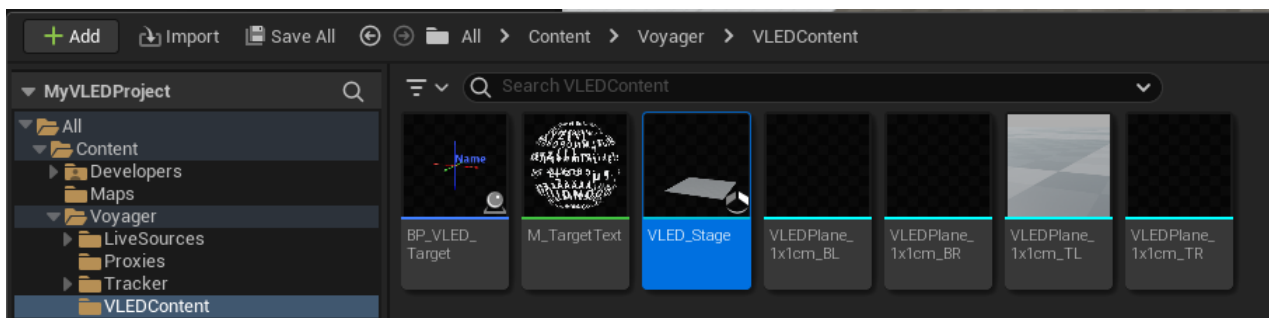 Add Import Save All All > Content > Voyager > VLEDContent
MyVLEDProject
All
Content
Developers
Maps
Voyager
LiveSources
Proxies
Tracker
VLEDContent
Search VLEDContent
Name
BP_VLED_
Target
M_TargetText
VLED_Stage
VLEDPlane_
1x1cm_BL
VLEDPlane_
1x1cm_BR
VLEDPlane_
1x1cm_TL
VLEDPlane_
1x1cm_TR